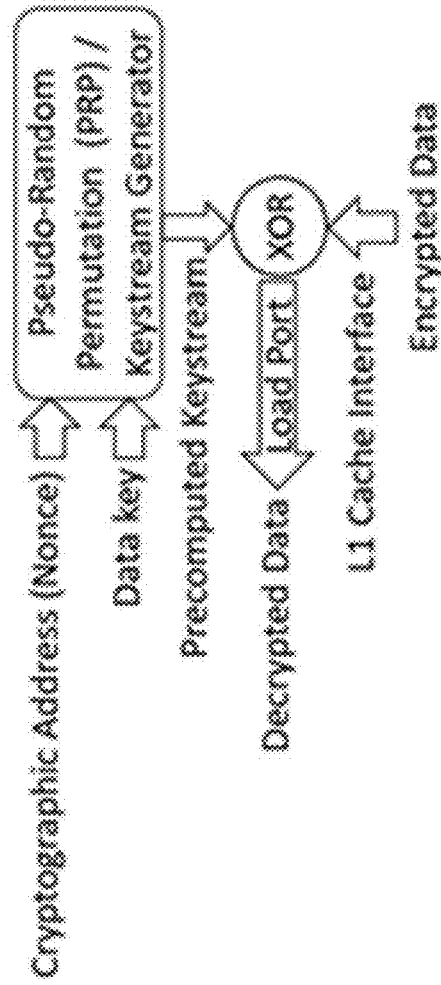 Cryptographic Address (Nonce)
Data key
Pseudo-Random
Permutation (PRP) /
Keystream Generator
Precomputed Keystream
XOR
Load Port
Decrypted Data
L1 Cache Interface
Encrypted Data